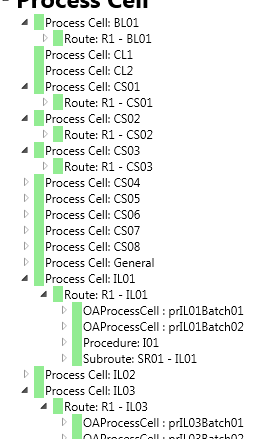 Process Cell
Process Cell: BL01
Route: R1 - BL01
Process Cell: CL1
Process Cell: CL2
Process Cell: CS01
Route: R1 - CS01
Process Cell: CS02
Route: R1 - CS02
Process Cell: CS03
Route: R1 - CS03
Process Cell: CS04
Process Cell: CS05
Process Cell: CS06
Process Cell: CS07
Process Cell: CS08
Process Cell: General
Process Cell: IL01
Route: R1 - IL01
OAProcessCell : prIL01Batch01
OAProcessCell : prIL01Batch02
Procedure: I01
Subroute: SR01 - IL01
Process Cell: IL02
Process Cell: IL03
Route: R1 - IL03
OAProcessCell : prIL03Batch01
OAProcessCell : prIL03Batch02